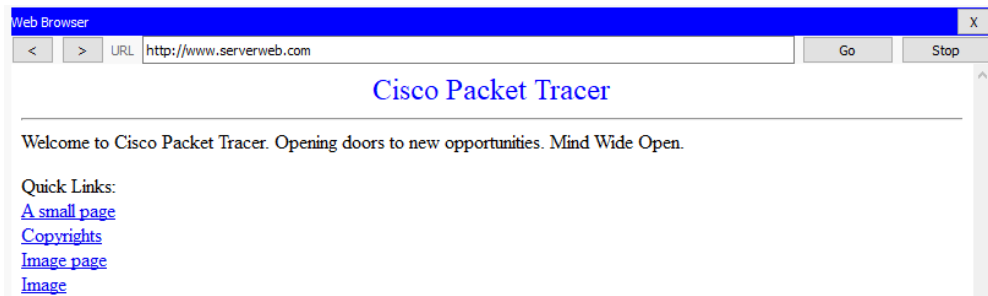 Web Browser X
< > URL http://www.serverweb.com Go Stop
Cisco Packet Tracer
Welcome to Cisco Packet Tracer. Opening doors to new opportunities. Mind Wide Open.
Quick Links:
A small page
Copyrights
Image page
Image